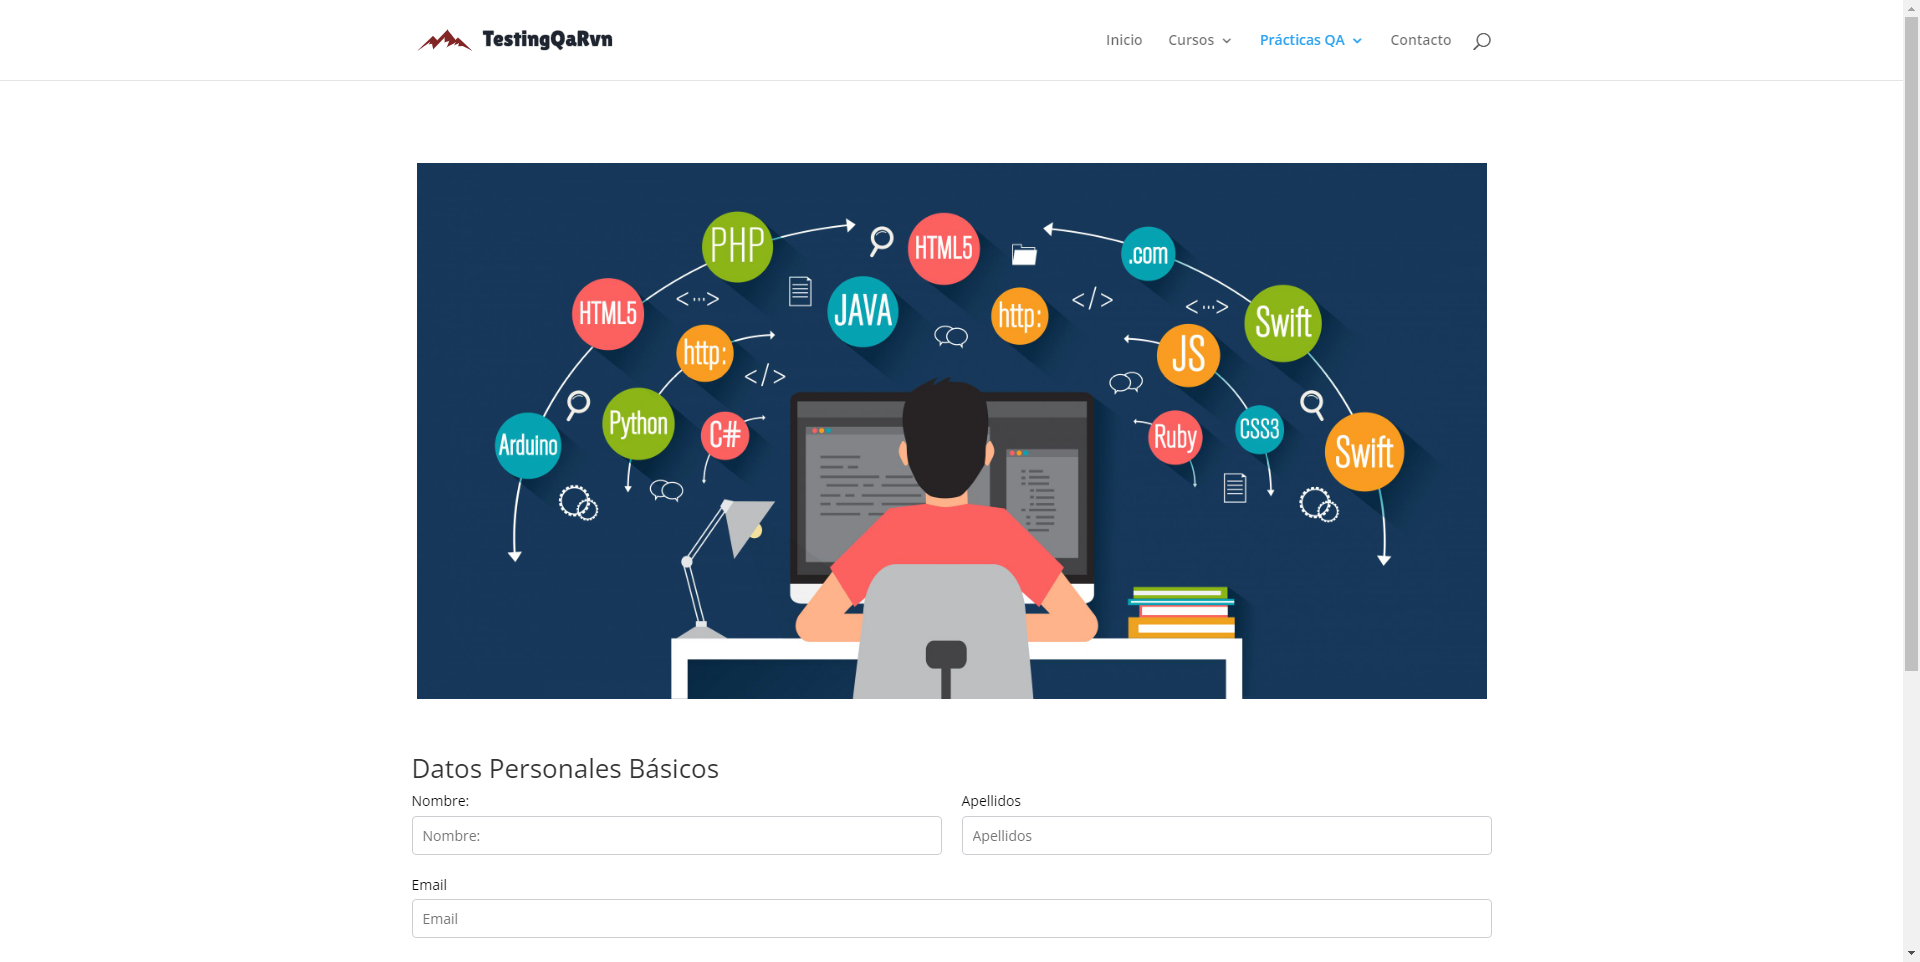 TestingQaRvn
Inicio
Cursos
Prácticas QA
Contacto
PHP
HTML5
.com
HTML5
JAVA
http:
Swift
http:
JS
Arduino
Python
C#
Ruby
CSS3
Swift
Datos Personales Básicos
Nombre:
Apellidos
Nombre:
Apellidos
Email
Email